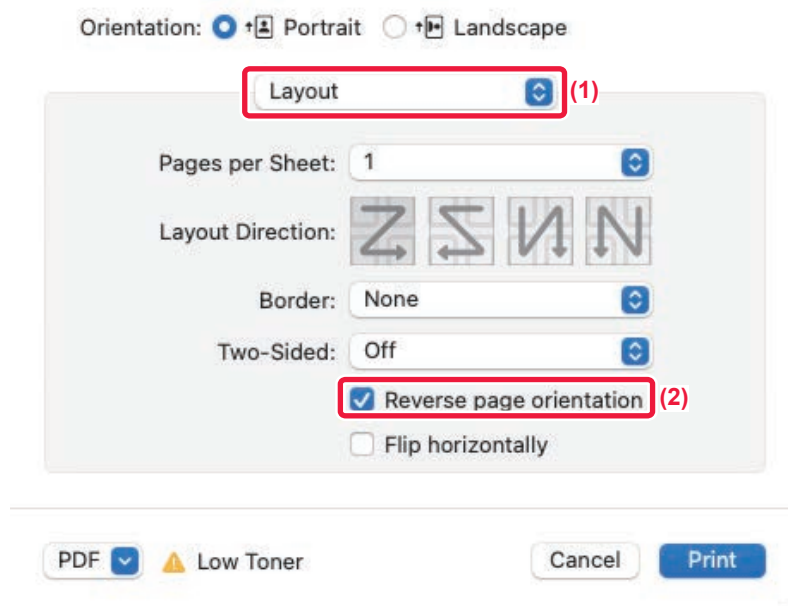 Orientation: Portrait Landscape
Layout (1)
Pages per Sheet: 1
Layout Direction:
Border: None
Two-Sided: Off
Reverse page orientation (2)
Flip horizontally
PDF Low Toner Cancel Print